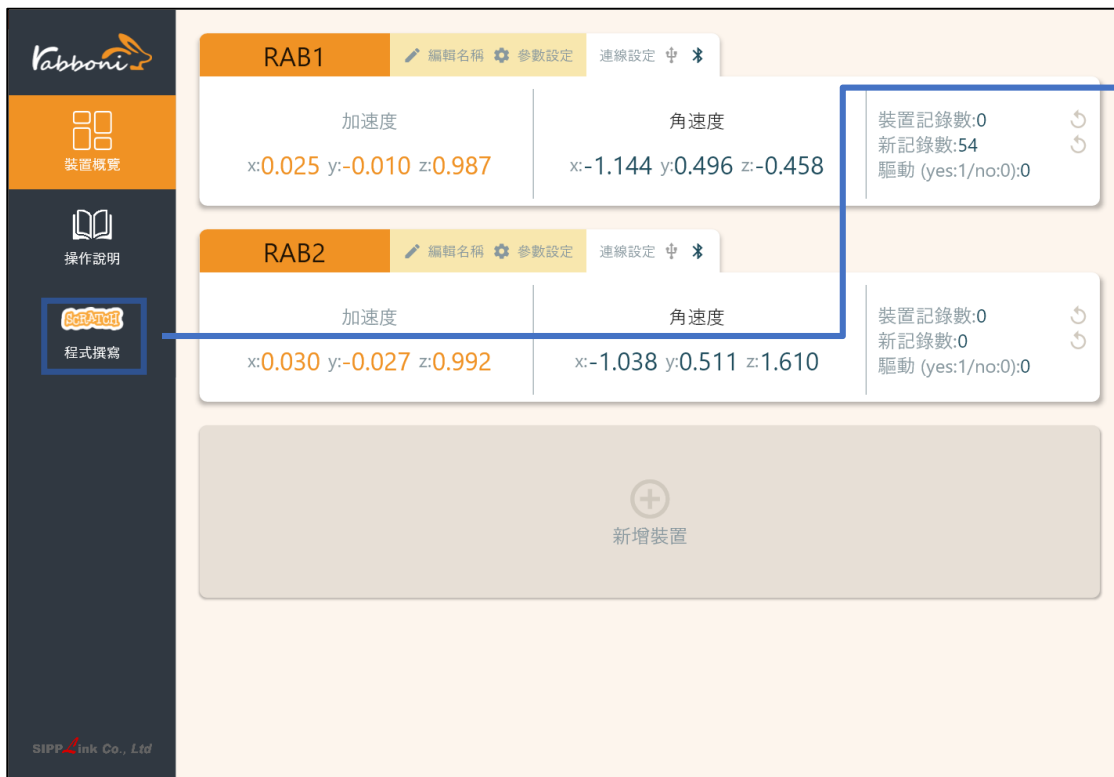 rabboni
裝置概覽
操作說明
SCRATCH
程式撰寫
SIPPLink Co., Ltd
RAB1 編輯名稱 參數設定 連線設定
加速度 角速度
x:0.025 y:-0.010 z:0.987 x:-1.144 y:0.496 z:-0.458
裝置記錄數:0
新記錄數:54
驅動 (yes:1/no:0):0
RAB2 編輯名稱 參數設定 連線設定
加速度 角速度
x:0.030 y:-0.027 z:0.992 x:-1.038 y:0.511 z:1.610
裝置記錄數:0
新記錄數:0
驅動 (yes:1/no:0):0
新增裝置